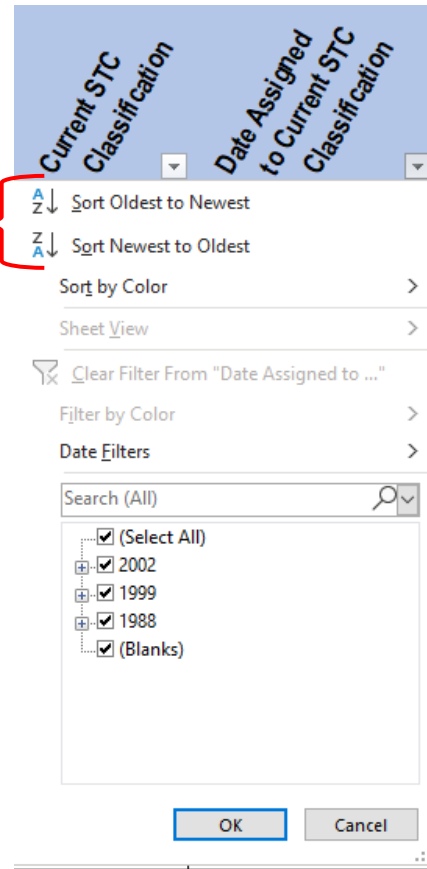 Current STC
Classification
Date Assigned
to Current STC
Classification
Sort Oldest to Newest
Sort Newest to Oldest
Sort by Color
Sheet View
Clear Filter From "Date Assigned to ..."
Filter by Color
Date Filters
Search (All)
(Select All)
2002
1999
1988
(Blanks)
OK
Cancel